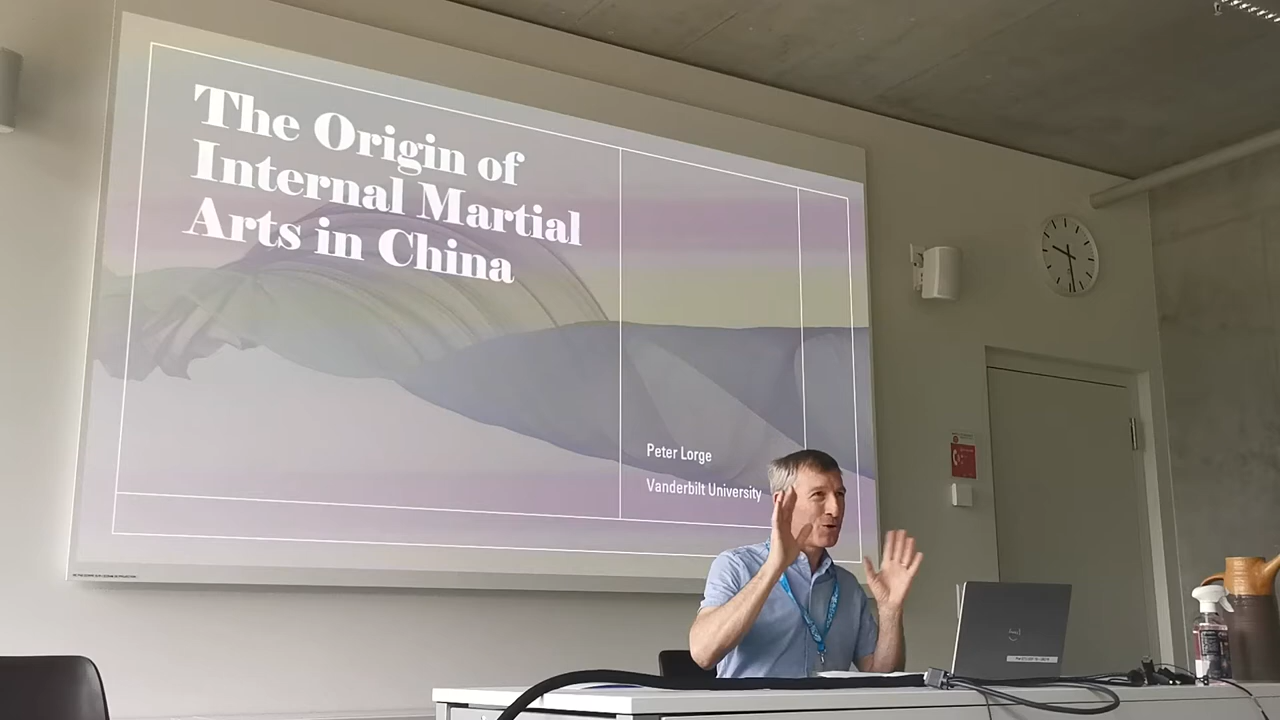 The Origin of
Internal Martial
Arts in China
Peter Lorge
Vanderbilt University